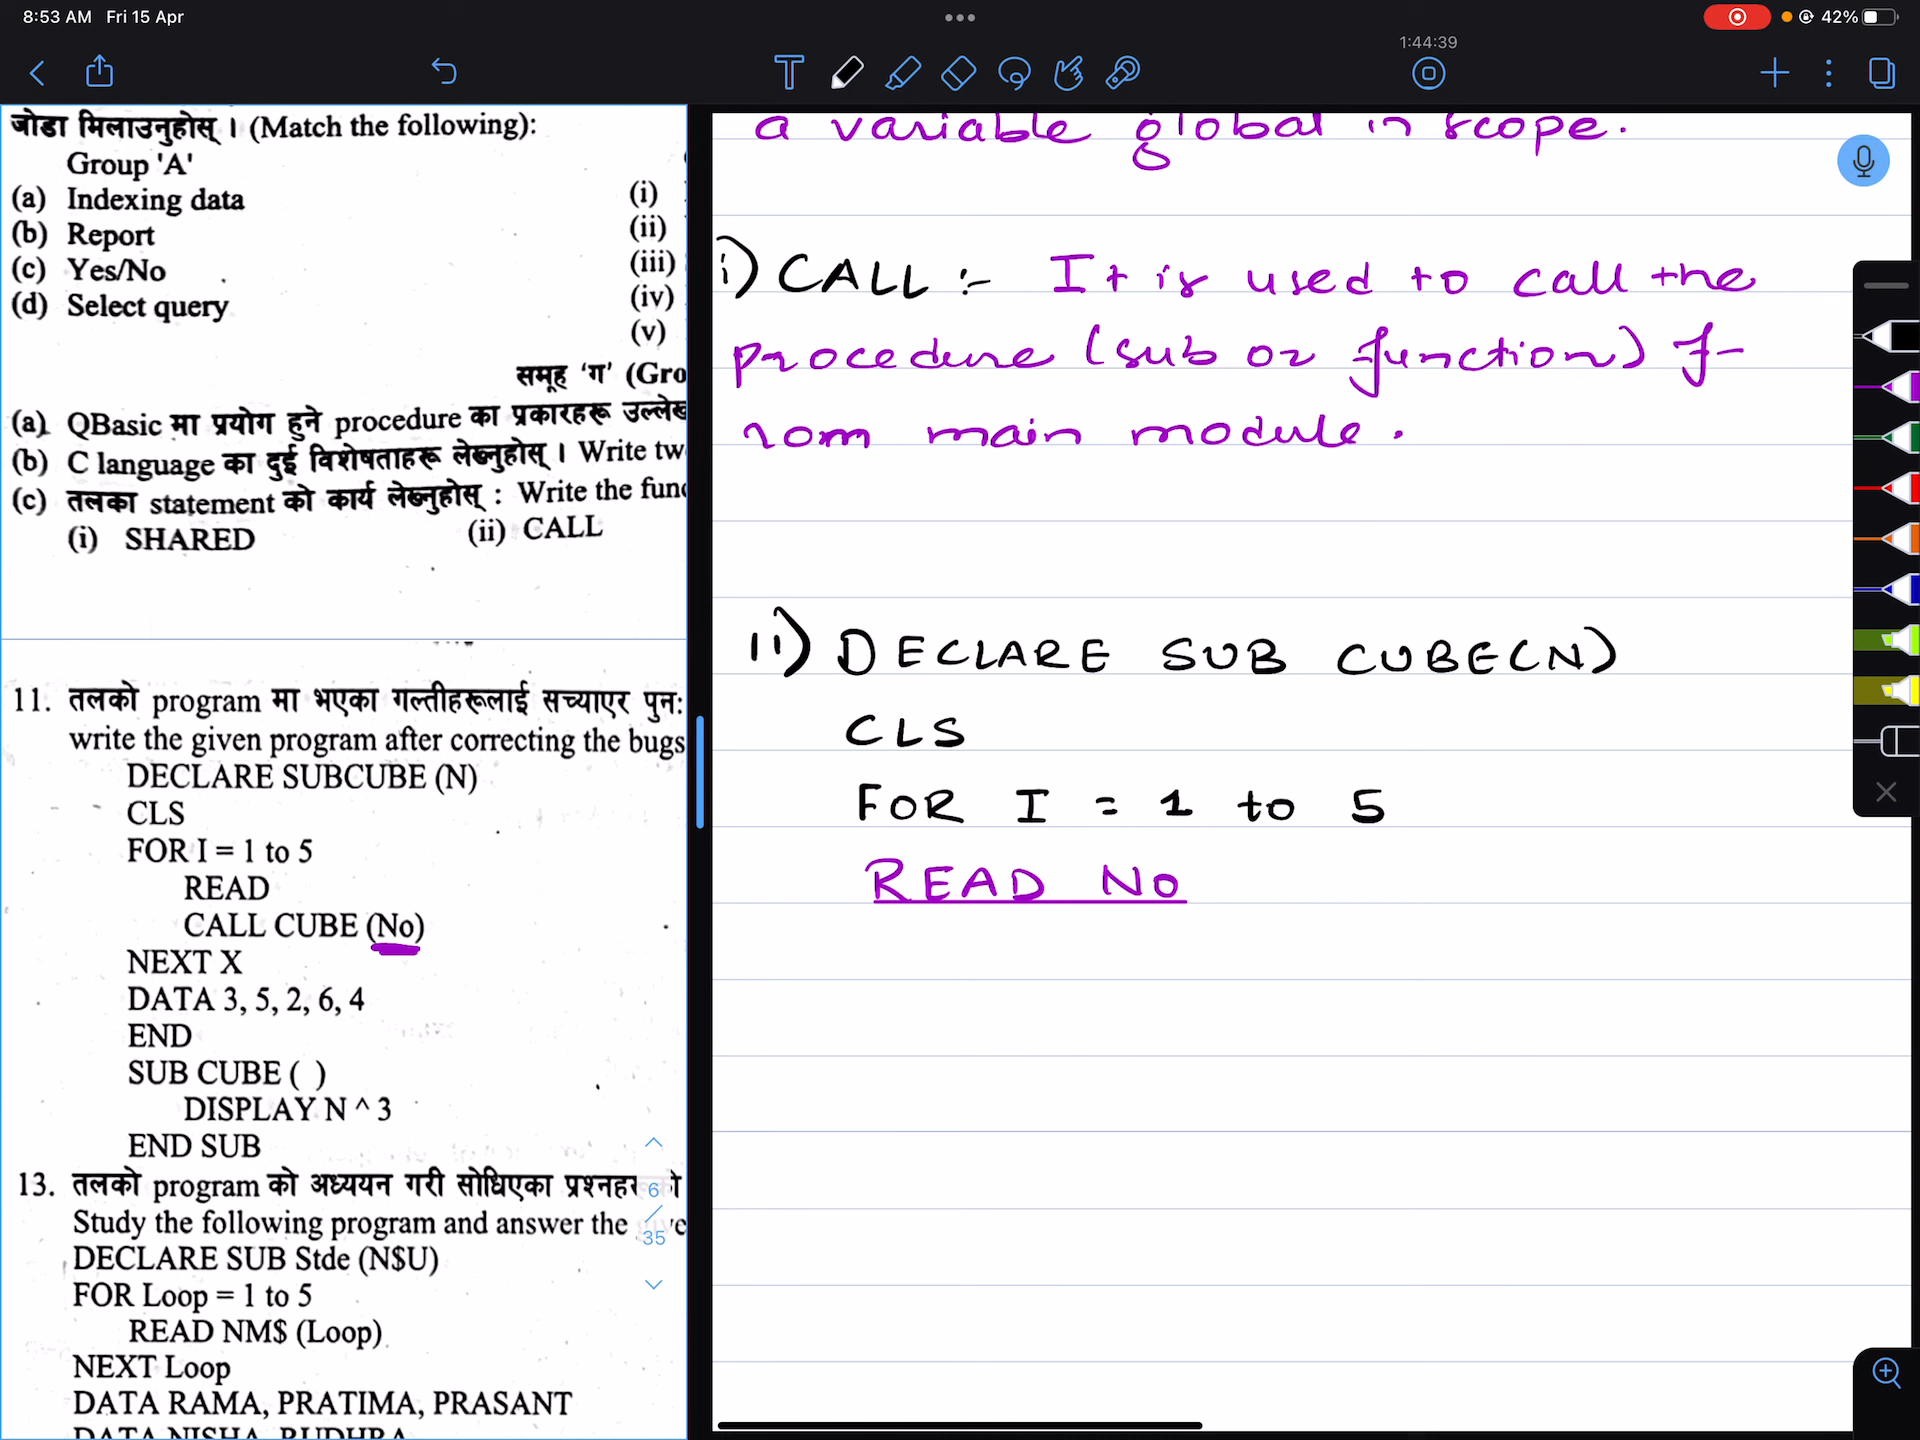 8:53 AM Fri 15 Apr
42%
1:44:39
जोडा मिलाउनुहोस् । (Match the following):
Group 'A'
(a) Indexing data (i)
(b) Report (ii)
(c) Yes/No (iii)
(d) Select query (iv)
(v)
समूह 'ग' (Gro
(a) QBasic मा प्रयोग हुने procedure का प्रकारहरू उल्लेख
(b) C language का दुई विशेषताहरू लेख्नुहोस् । Write tw
(c) तलका statement को कार्य लेख्नुहोस् : Write the func
(i) SHARED (ii) CALL
11. तलको program मा भएका गल्तीहरूलाई सच्याएर पुन:
write the given program after correcting the bugs
DECLARE SUBCUBE (N)
CLS
FOR I = 1 to 5
READ
CALL CUBE (No)
NEXT X
DATA 3, 5, 2, 6, 4
END
SUB CUBE ( )
DISPLAY N ^ 3
END SUB
13. तलको program को अध्ययन गरी सोधिएका
Study the following program and answer the
DECLARE SUB Stde (N$U)
FOR Loop = 1 to 5
READ NM$ (Loop)
NEXT Loop
DATA RAMA, PRATIMA, PRASANT
DATA NISHA, RUDHRA
6
35
a variable global in scope.
i) CALL :- It is used to call the
procedure (sub or function) f-
rom main module.
11) DECLARE SUB CUBE(N)
CLS
FOR I = 1 to 5
READ No